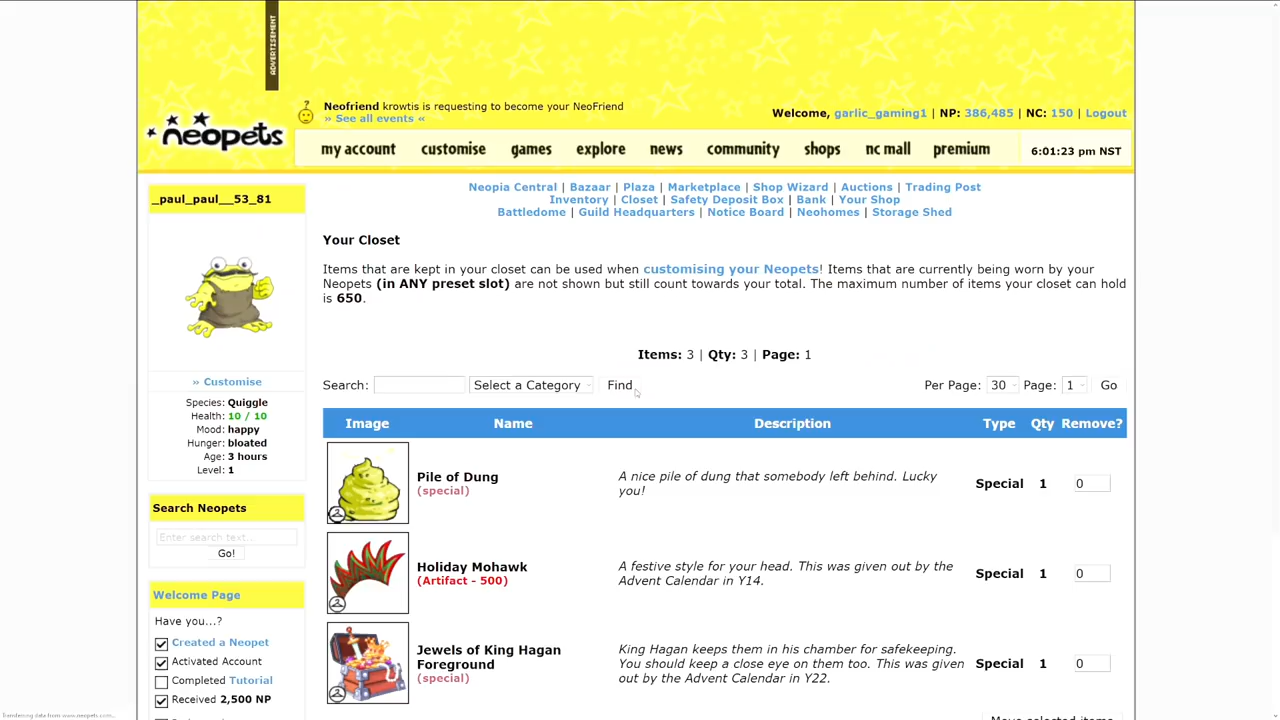 ADVERTISEMENT
Neofriend krowtis is requesting to become your NeoFriend
» See all events «
Welcome, garlic_gaming1 | NP: 386,485 | NC: 150 | Logout
neopets
my account customise games explore news community shops nc mall premium 6:01:23 pm NST
_paul_paul__53_81
Neopia Central | Bazaar | Plaza | Marketplace | Shop Wizard | Auctions | Trading Post
Inventory | Closet | Safety Deposit Box | Bank | Your Shop
Battledome | Guild Headquarters | Notice Board | Neohomes | Storage Shed
» Customise
Species: Quiggle
Health: 10 / 10
Mood: happy
Hunger: bloated
Age: 3 hours
Level: 1
Search Neopets
Enter search text...
Go!
Welcome Page
Have you...?
Created a Neopet
Activated Account
Completed Tutorial
Received 2,500 NP
Your Closet
Items that are kept in your closet can be used when customising your Neopets! Items that are currently being worn by your
Neopets (in ANY preset slot) are not shown but still count towards your total. The maximum number of items your closet can hold
is 650.
Items: 3 | Qty: 3 | Page: 1
Search: Select a Category Find Per Page: 30 Page: 1 Go
Image Name Description Type Qty Remove?
Pile of Dung
(special)
A nice pile of dung that somebody left behind. Lucky
you!
Special 1 0
Holiday Mohawk
(Artifact - 500)
A festive style for your head. This was given out by the
Advent Calendar in Y14.
Special 1 0
Jewels of King Hagan
Foreground
(special)
King Hagan keeps them in his chamber for safekeeping.
You should keep a close eye on them too. This was given
out by the Advent Calendar in Y22.
Special 1 0
Move selected items
Transferring data from www.neopets.com...